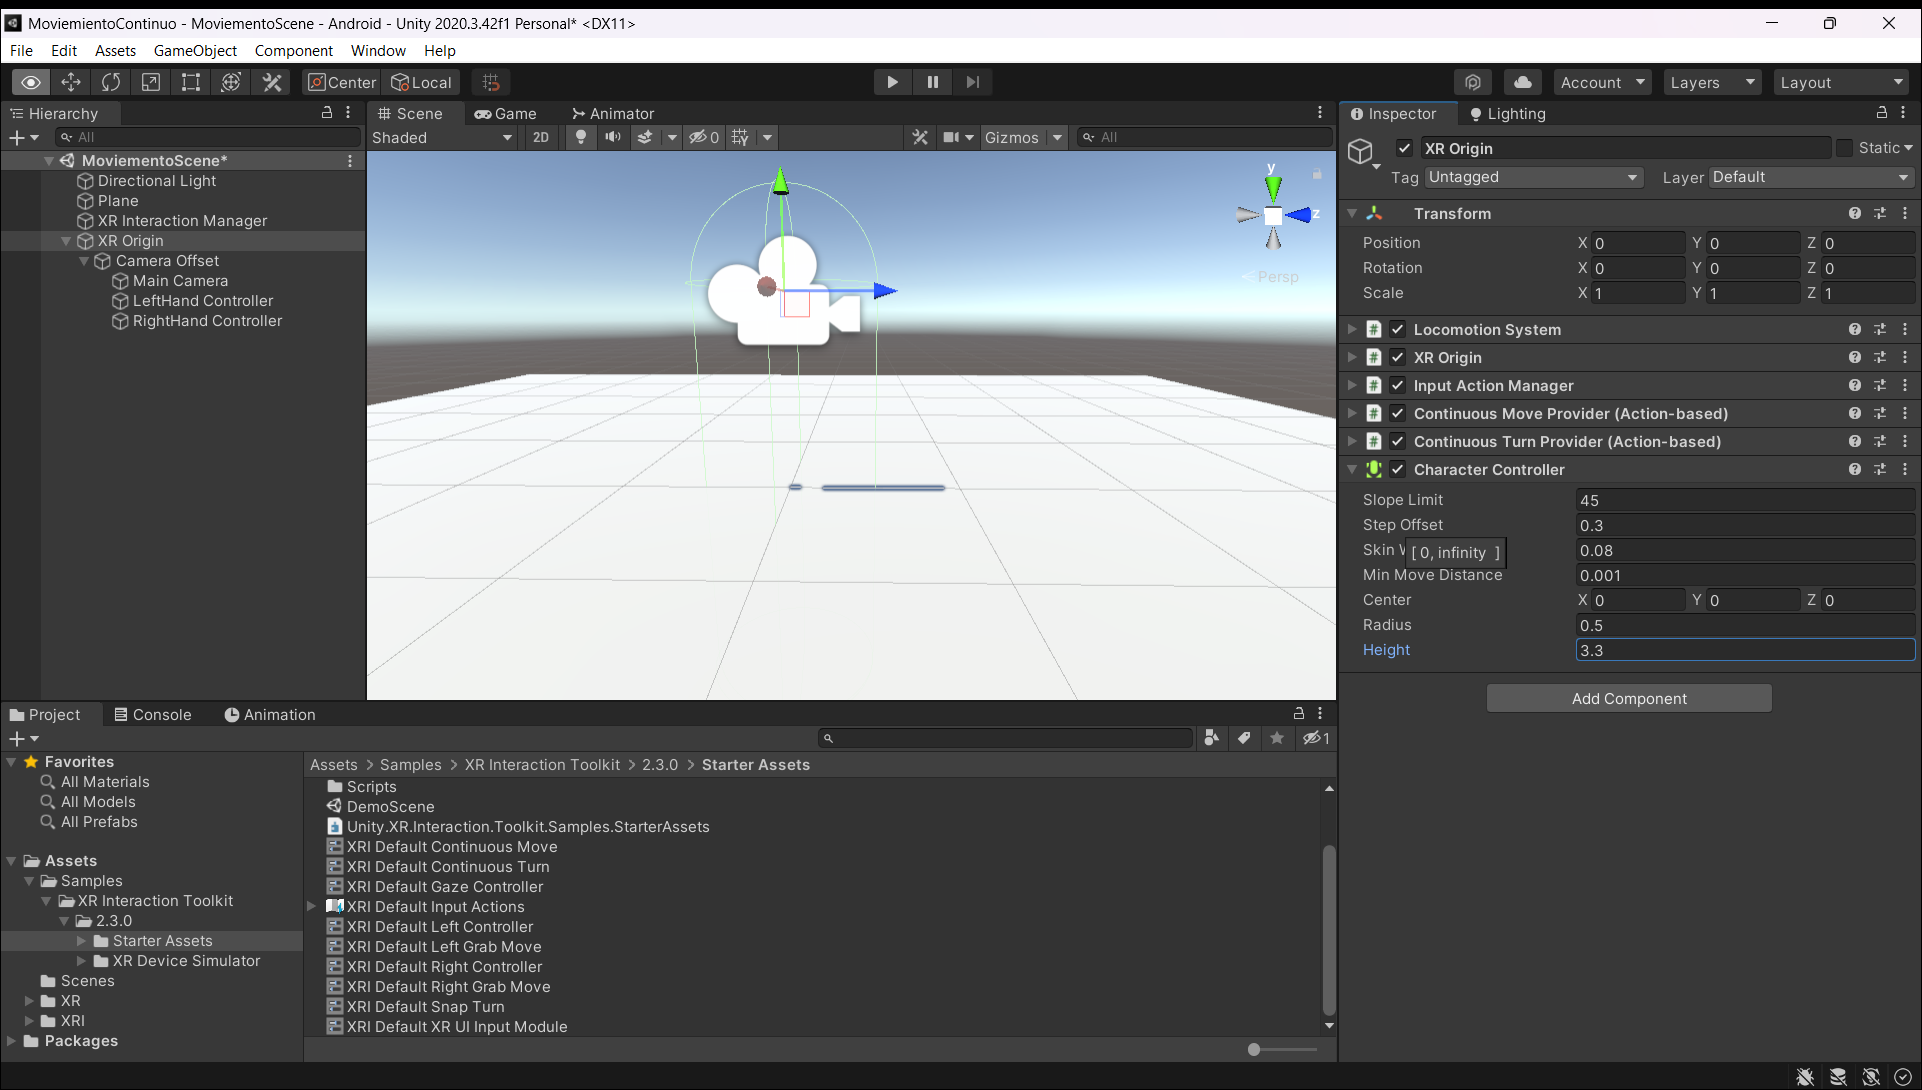 MoviemientoContinuo - MoviementoScene - Android - Unity 2020.3.42f1 Personal* <DX11>
File Edit Assets GameObject Component Window Help
Center Local Account Layers Layout
Hierarchy
All
MoviementoScene*
Directional Light
Plane
XR Interaction Manager
XR Origin
Camera Offset
Main Camera
LeftHand Controller
RightHand Controller
Scene Game Animator
Shaded 2D 0 Gizmos All
y
z
Persp
Inspector Lighting
XR Origin Static
Tag Untagged Layer Default
Transform
Position X 0 Y 0 Z 0
Rotation X 0 Y 0 Z 0
Scale X 1 Y 1 Z 1
Locomotion System
XR Origin
Input Action Manager
Continuous Move Provider (Action-based)
Continuous Turn Provider (Action-based)
Character Controller
Slope Limit 45
Step Offset 0.3
Skin 0.08
[ 0, infinity ]
Min Move Distance 0.001
Center X 0 Y 0 Z 0
Radius 0.5
Height 3.3
Add Component
Project Console Animation
1
Favorites
All Materials
All Models
All Prefabs
Assets
Samples
XR Interaction Toolkit
2.3.0
Starter Assets
XR Device Simulator
Scenes
XR
XRI
Packages
Assets > Samples > XR Interaction Toolkit > 2.3.0 > Starter Assets
Scripts
DemoScene
Unity.XR.Interaction.Toolkit.Samples.StarterAssets
XRI Default Continuous Move
XRI Default Continuous Turn
XRI Default Gaze Controller
XRI Default Input Actions
XRI Default Left Controller
XRI Default Left Grab Move
XRI Default Right Controller
XRI Default Right Grab Move
XRI Default Snap Turn
XRI Default XR UI Input Module